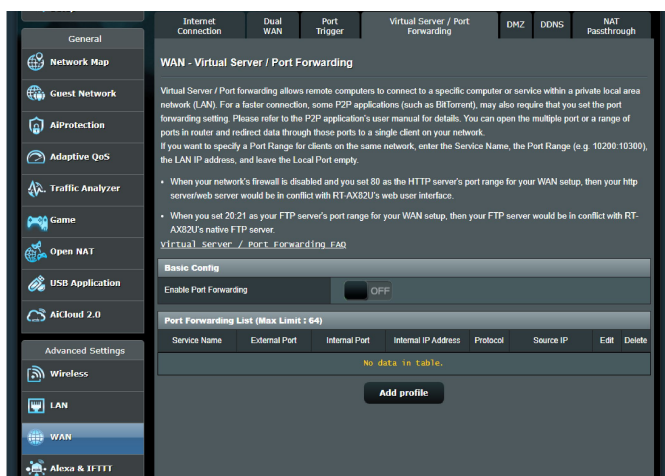 General
Network Map
Guest Network
AiProtection
Adaptive QoS
Traffic Analyzer
Game
Open NAT
USB Application
AiCloud 2.0
Advanced Settings
Wireless
LAN
WAN
Alexa & IFTTT
Internet Connection
Dual WAN
Port Trigger
Virtual Server / Port Forwarding
DMZ
DDNS
NAT Passthrough
WAN - Virtual Server / Port Forwarding
Virtual Server / Port forwarding allows remote computers to connect to a specific computer or service within a private local area
network (LAN). For a faster connection, some P2P applications (such as BitTorrent), may also require that you set the port
forwarding setting. Please refer to the P2P application's user manual for details. You can open the multiple port or a range of
ports in router and redirect data through those ports to a single client on your network.
If you want to specify a Port Range for clients on the same network, enter the Service Name, the Port Range (e.g. 10200:10300),
the LAN IP address, and leave the Local Port empty.
• When your network's firewall is disabled and you set 80 as the HTTP server's port range for your WAN setup, then your http
server/web server would be in conflict with RT-AX82U's web user interface.
• When you set 20:21 as your FTP server's port range for your WAN setup, then your FTP server would be in conflict with RT-
AX82U's native FTP server.
Virtual Server / Port Forwarding FAQ
Basic Config
Enable Port Forwarding
OFF
Port Forwarding List (Max Limit : 64)
Service Name External Port Internal Port Internal IP Address Protocol Source IP Edit Delete
No data in table.
Add profile